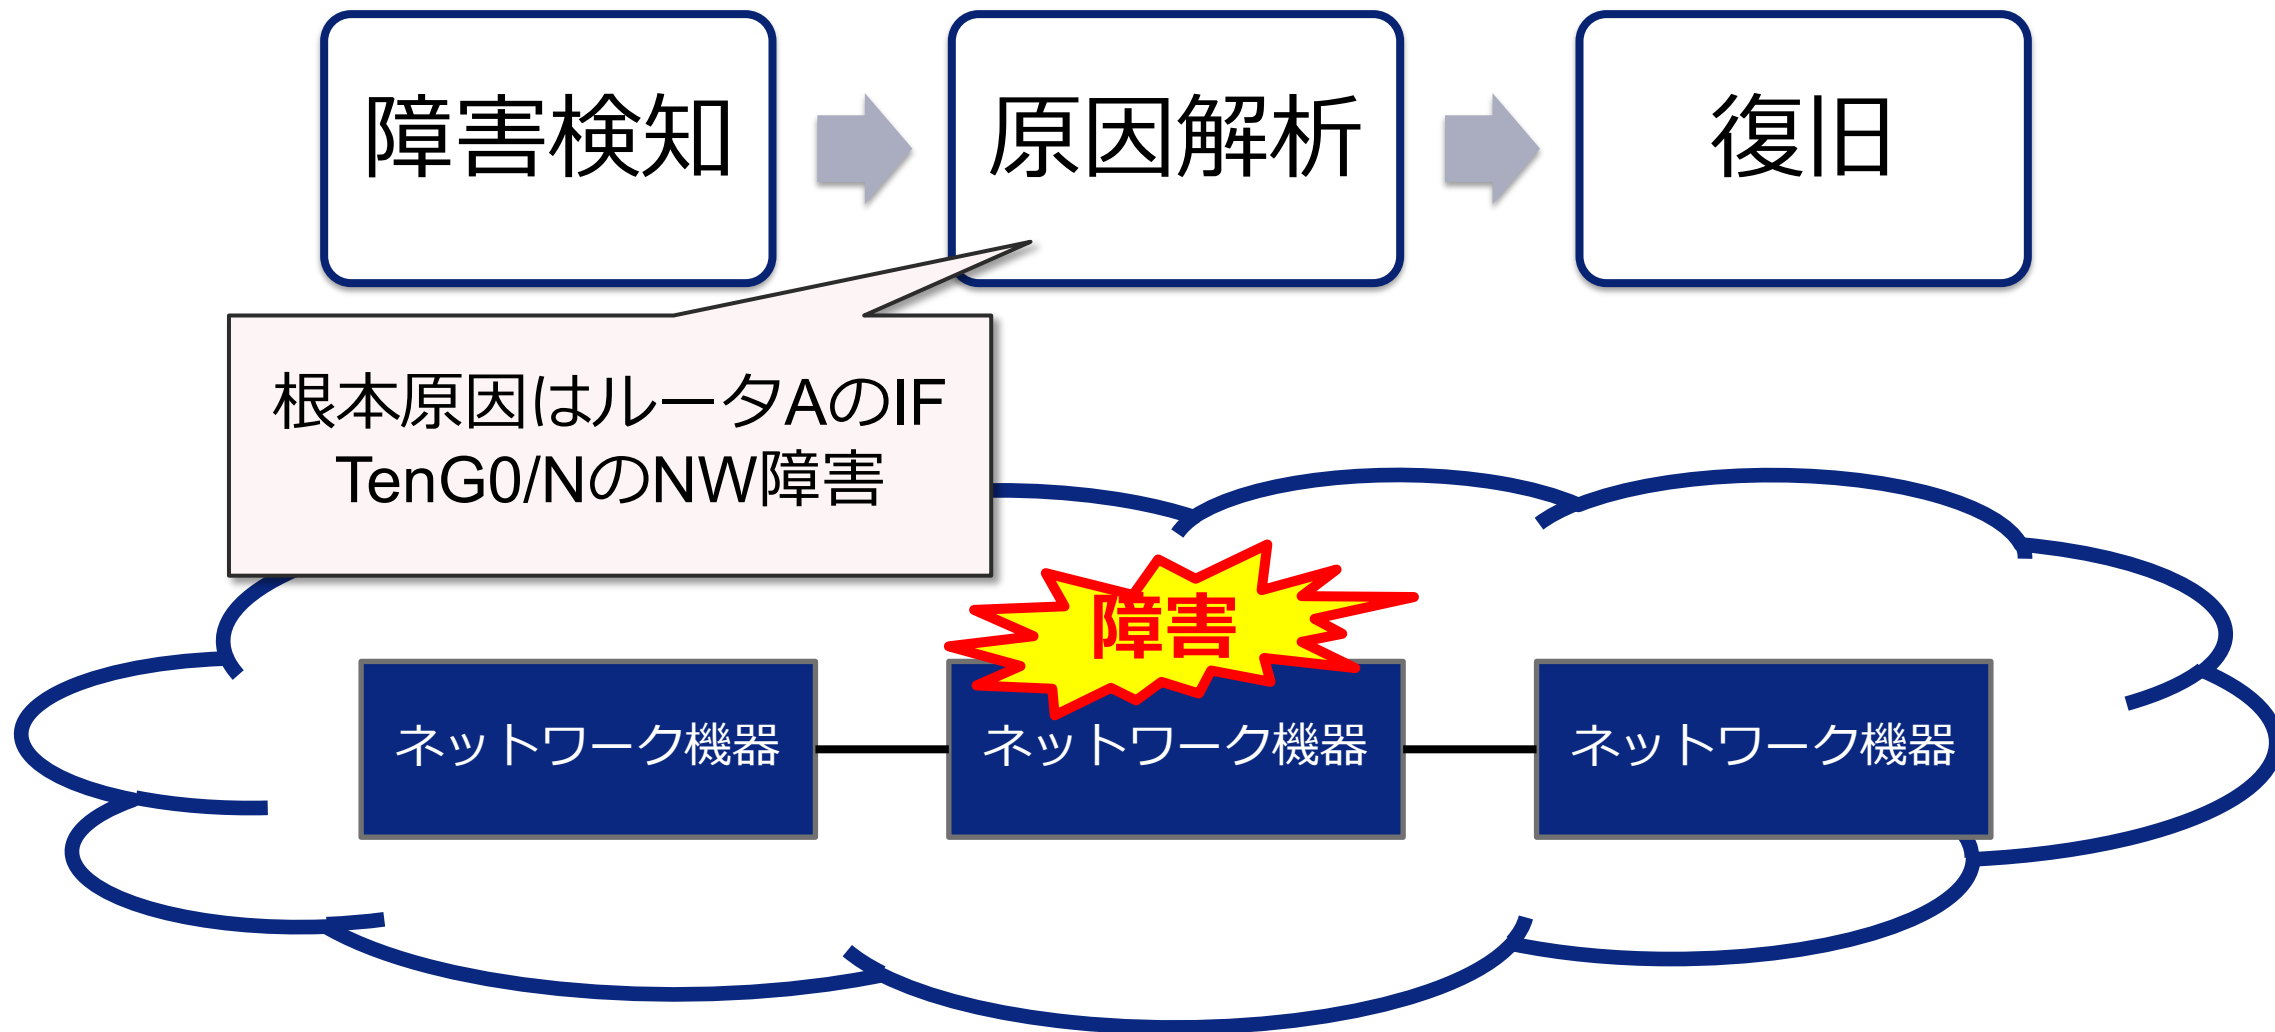 障害検知
原因解析
復旧
根本原因はルータAのIF
TenG0/NのNW障害
障害
ネットワーク機器
ネットワーク機器
ネットワーク機器